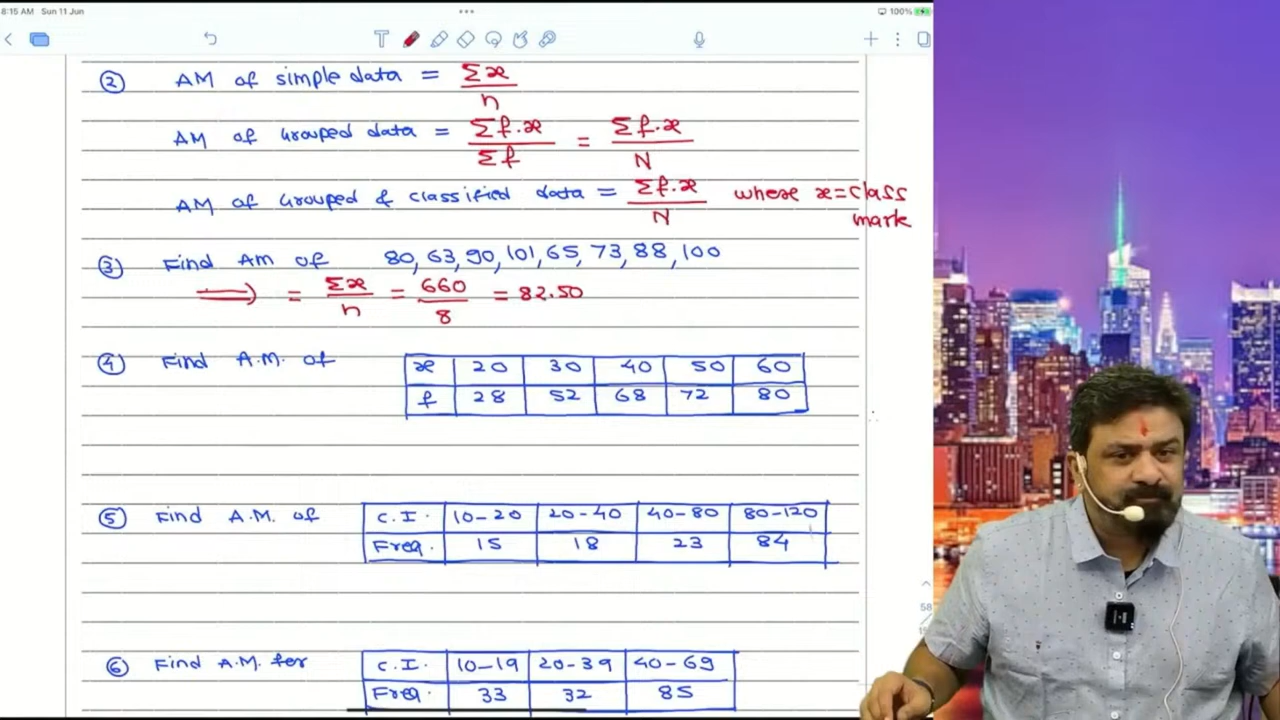 8:15 AM Sun 11 Jun
100%
T
② AM of simple data = Σx / n
AM of Grouped data = Σf.x / Σf = Σf.x / N
AM of Grouped & classified data = Σf.x / N where x = class mark
③ Find AM of 80, 63, 90, 101, 65, 73, 88, 100
⟹ = Σx / n = 660 / 8 = 82.50
④ Find A.M. of
x 20 30 40 50 60
f 28 52 68 72 80
⑤ Find A.M. of
C.I. 10-20 20-40 40-80 80-120
Freq. 15 18 23 84
58
⑥ Find A.M. for
C.I. 10-19 20-39 40-69
Freq. 33 32 85